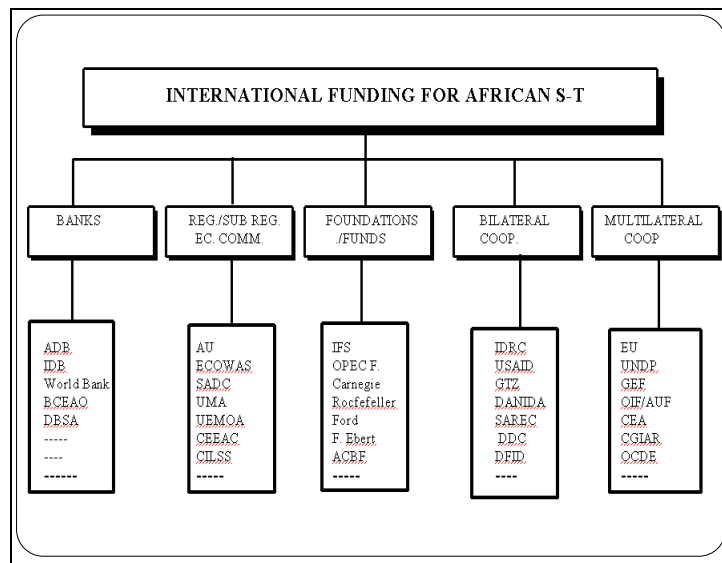 INTERNATIONAL FUNDING FOR AFRICAN S-T
BANKS
REG./SUB REG.
EC. COMM.
FOUNDATIONS
./FUNDS
BILATERAL
COOP.
MULTILATERAL
COOP
ADB
IDB
World Bank
BCEAO
DBSA
-----
----
------
AU
ECOWAS
SADC
UMA
UEMOA
CEEAC
CILSS
-----
IFS
OPEC F.
Carnegie
Rocfefeller
Ford
F. Ebert
ACBF
-----
IDRC
USAID
GTZ
DANIDA
SAREC
DDC
DFID
----
EU
UNDP
GEF
OIF/AUF
CEA
CGIAR
OCDE
-----